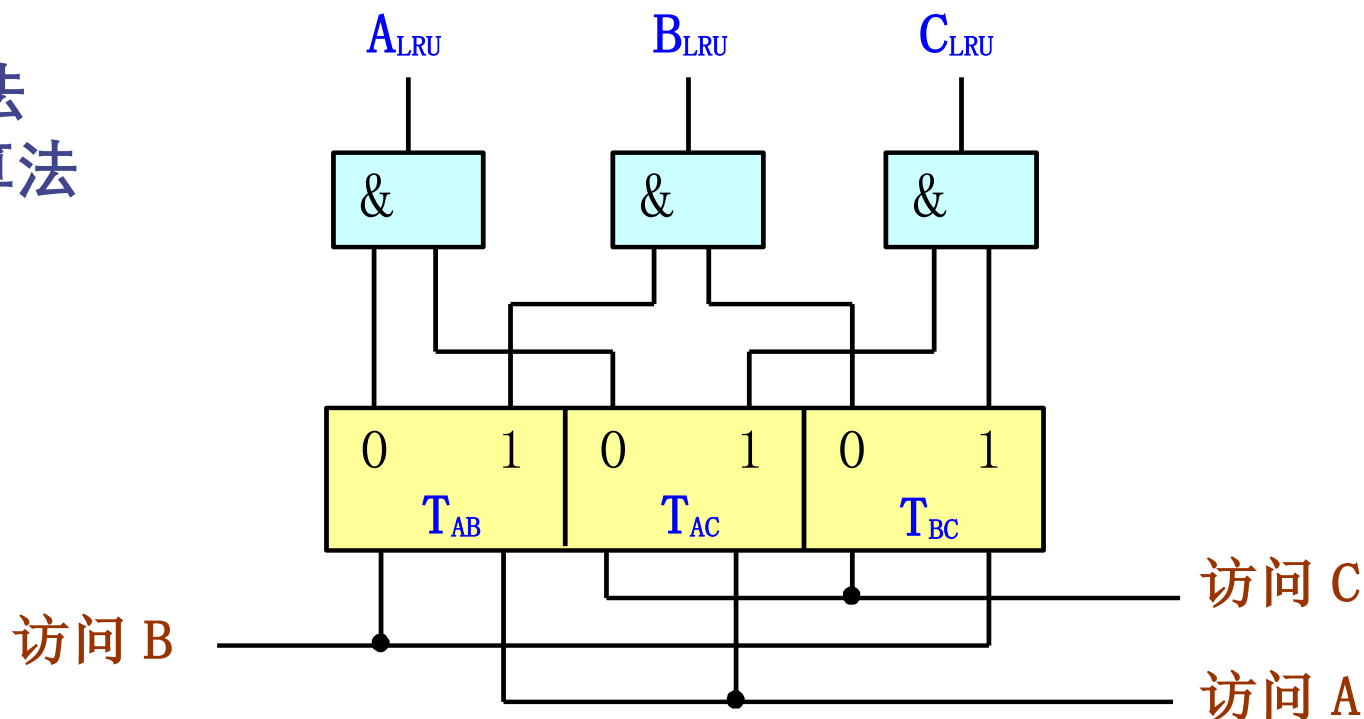 A_LRU B_LRU C_LRU
法
算法
& & &
0 1 0 1 0 1
T_AB T_AC T_BC
访问 C
访问 B
访问 A